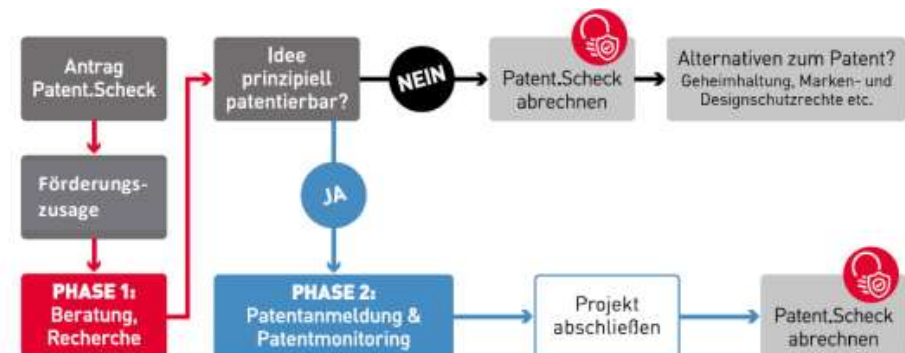 Antrag
Patent.Scheck
Förderungs-
zusage
PHASE 1:
Beratung,
Recherche
Idee
prinzipiell
patentierbar?
NEIN
Patent.Scheck
abrechnen
Alternativen zum Patent?
Geheimhaltung, Marken- und
Designschutzrechte etc.
JA
PHASE 2:
Patentanmeldung &
Patentmonitoring
Projekt
abschließen
Patent.Scheck
abrechnen